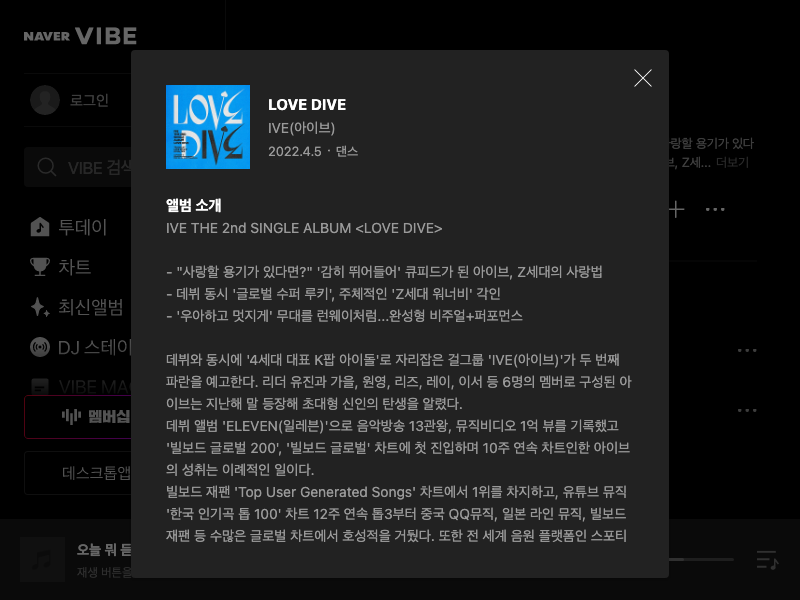 NAVER VIBE
로그인
VIBE 검색
투데이
차트
최신앨범
DJ 스테이
VIBE MAG
멤버십
데스크톱앱
오늘 뭐 듣
재생 버튼을
LOVE DIVE
LOVE DIVE
IVE(아이브)
2022.4.5 · 댄스
앨범 소개
IVE THE 2nd SINGLE ALBUM <LOVE DIVE>
- "사랑할 용기가 있다면?" '감히 뛰어들어' 큐피드가 된 아이브, Z세대의 사랑법
- 데뷔 동시 '글로벌 수퍼 루키', 주체적인 'Z세대 워너비' 각인
- '우아하고 멋지게' 무대를 런웨이처럼...완성형 비주얼+퍼포먼스
데뷔와 동시에 '4세대 대표 K팝 아이돌'로 자리잡은 걸그룹 'IVE(아이브)'가 두 번째
파란을 예고한다. 리더 유진과 가을, 원영, 리즈, 레이, 이서 등 6명의 멤버로 구성된 아
이브는 지난해 말 등장해 초대형 신인의 탄생을 알렸다.
데뷔 앨범 'ELEVEN(일레븐)'으로 음악방송 13관왕, 뮤직비디오 1억 뷰를 기록했고
'빌보드 글로벌 200', '빌보드 글로벌' 차트에 첫 진입하며 10주 연속 차트인한 아이브
의 성취는 이례적인 일이다.
빌보드 재팬 'Top User Generated Songs' 차트에서 1위를 차지하고, 유튜브 뮤직
'한국 인기곡 톱 100' 차트 12주 연속 톱3부터 중국 QQ뮤직, 일본 라인 뮤직, 빌보드
재팬 등 수많은 글로벌 차트에서 호성적을 거뒀다. 또한 전 세계 음원 플랫폼인 스포티
사랑할 용기가 있다
브, Z세... 더보기